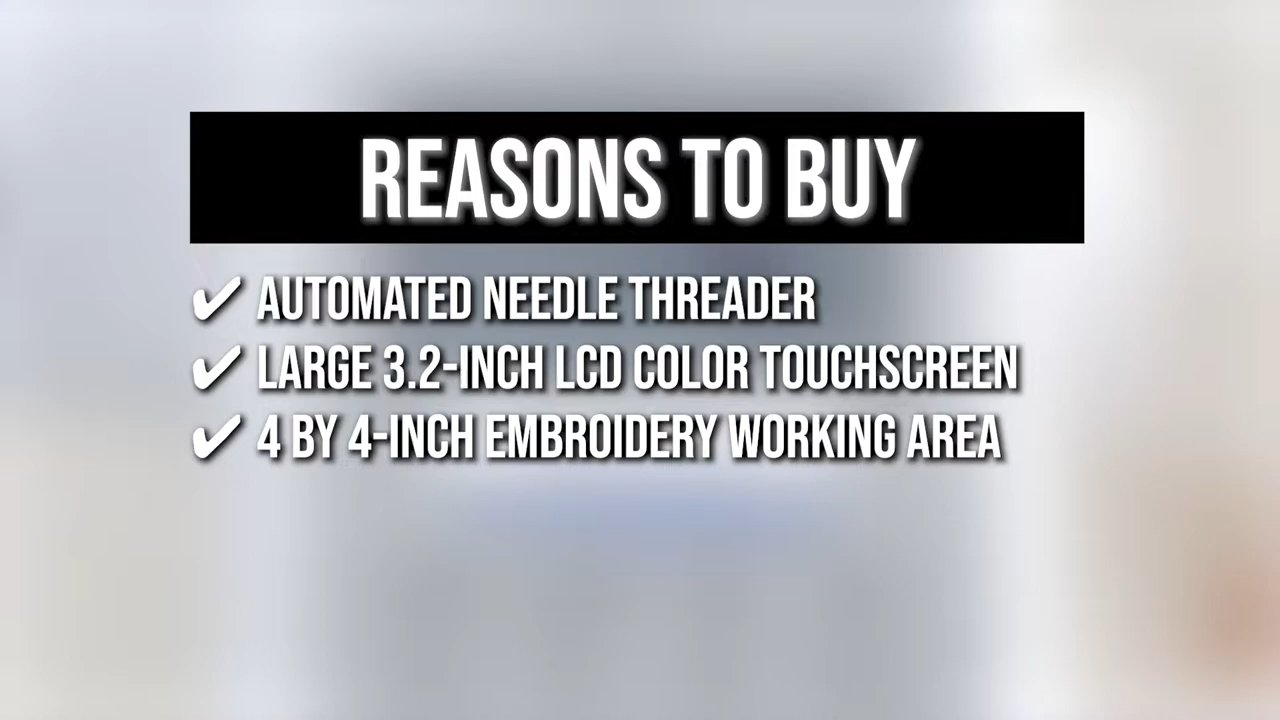 REASONS TO BUY
✔ AUTOMATED NEEDLE THREADER
✔ LARGE 3.2-INCH LCD COLOR TOUCHSCREEN
✔ 4 BY 4-INCH EMBROIDERY WORKING AREA